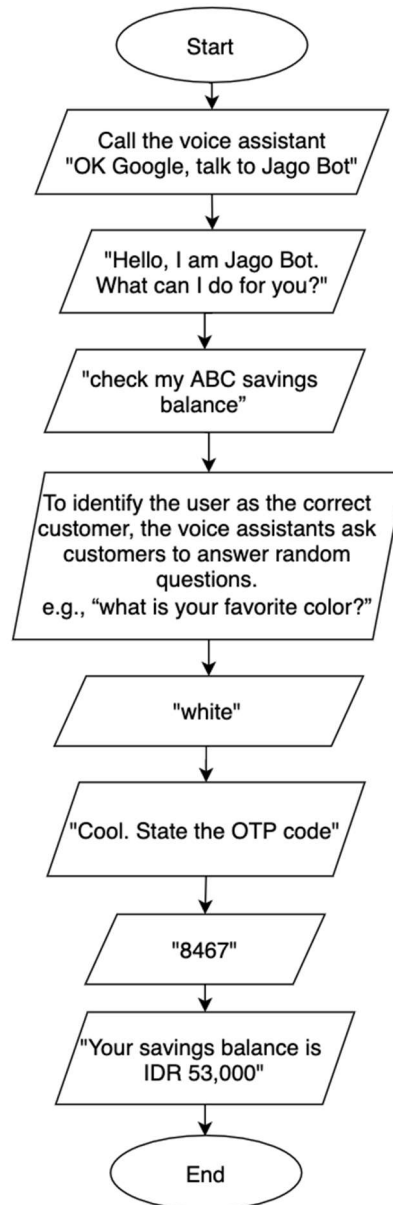 Start
Call the voice assistant
"OK Google, talk to Jago Bot"
"Hello, I am Jago Bot.
What can I do for you?"
"check my ABC savings
balance”
To identify the user as the correct
customer, the voice assistants ask
customers to answer random
questions.
e.g., “what is your favorite color?”
"white"
"Cool. State the OTP code"
"8467"
"Your savings balance is
IDR 53,000"
End